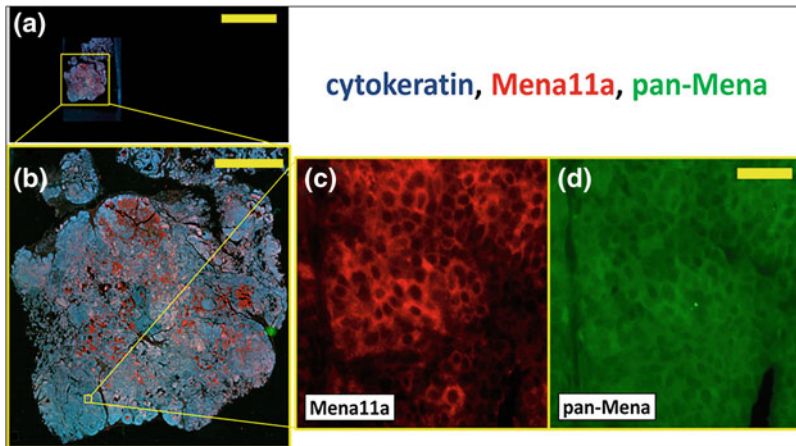 (a)
cytokeratin, Mena11a, pan-Mena
(b)
(c)
(d)
Mena11a
pan-Mena